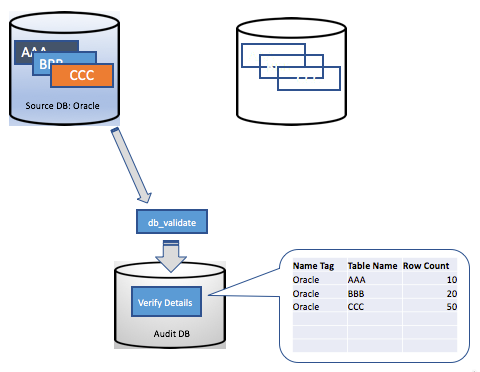 AAA
BBB
CCC
Source DB: Oracle
db_validate
Verify Details
Audit DB
Name Tag Table Name Row Count
Oracle AAA 10
Oracle BBB 20
Oracle CCC 50